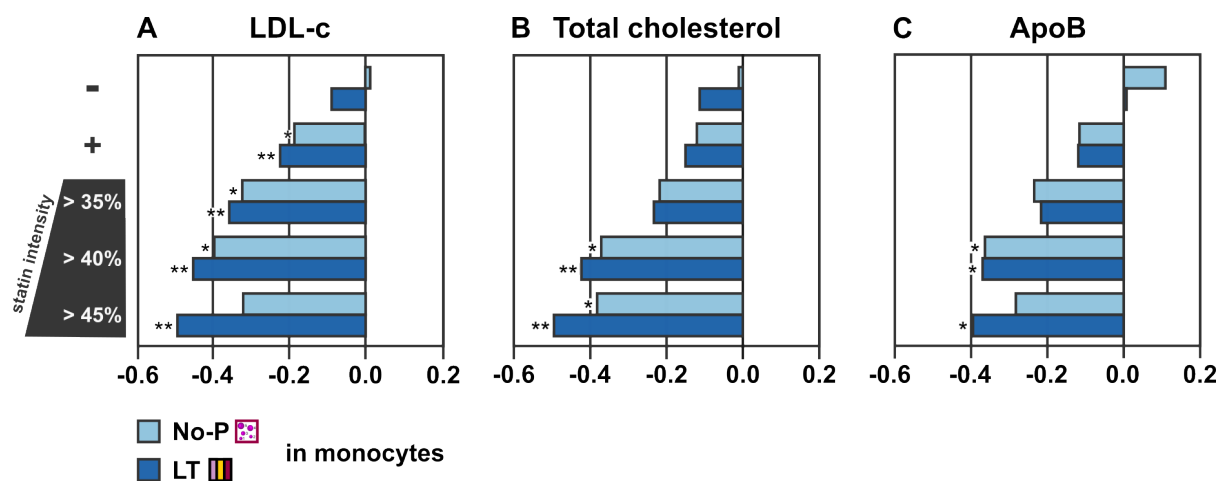 A LDL-c
B Total cholesterol
C ApoB
-
+
statin intensity
> 35%
> 40%
> 45%
*
**
*
**
*
**
**
*
**
*
**
*
*
*
-0.6 -0.4 -0.2 0.0 0.2
-0.6 -0.4 -0.2 0.0 0.2
-0.6 -0.4 -0.2 0.0 0.2
No-P
LT
in monocytes